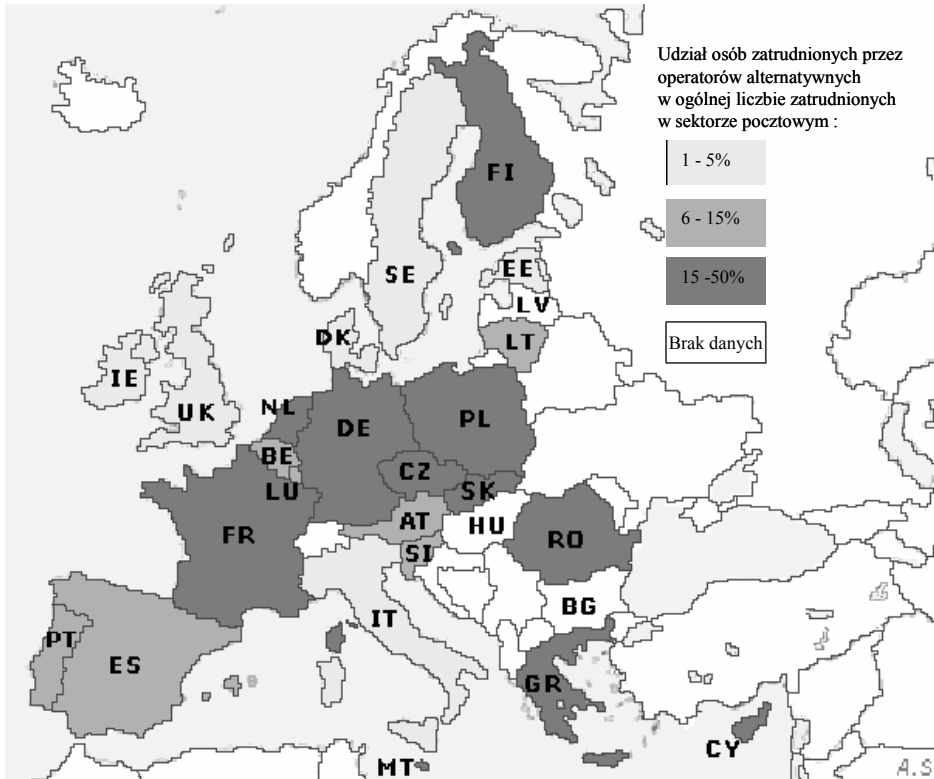 Udział osób zatrudnionych przez
operatorów alternatywnych
w ogólnej liczbie zatrudnionych
w sektorze pocztowym :
1 - 5%
6 - 15%
15 -50%
Brak danych
FI
SE
EE
LV
LT
DK
IE
UK
NL
DE
PL
BE
CZ
LU
SK
FR
AT
HU
RO
SI
BG
IT
PT
ES
GR
CY
MT
A.S